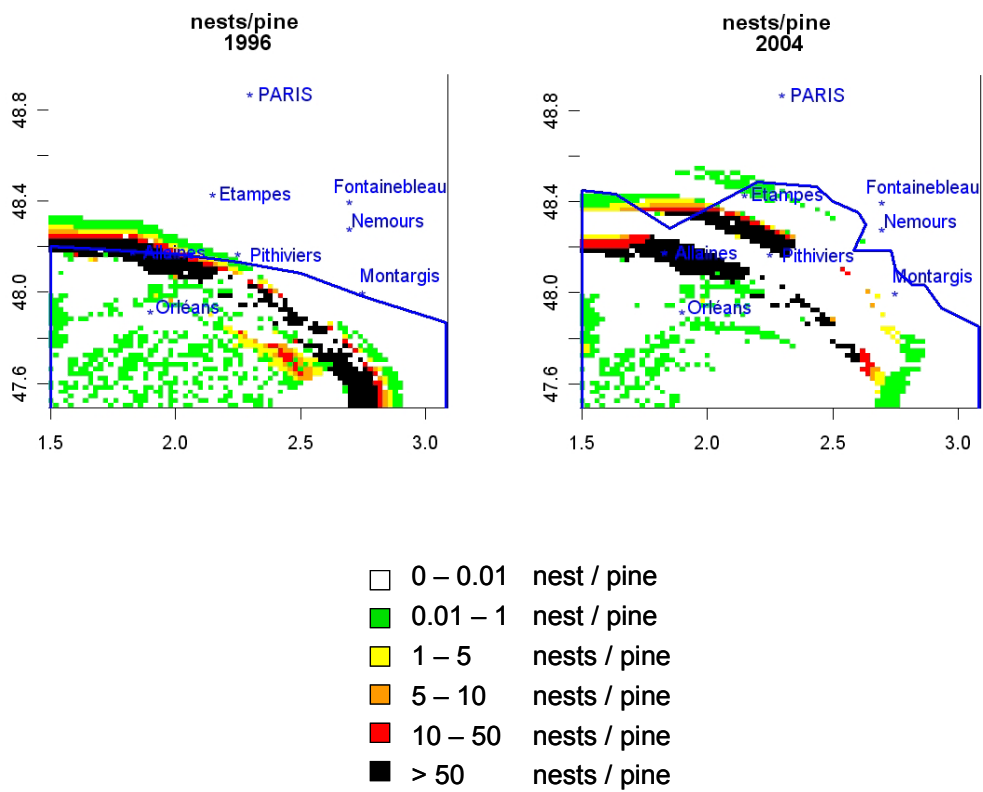 nests/pine
1996
48.8
48.4
48.0
47.6
* PARIS
* Etampes
Fontainebleau
*
* Nemours
Allaines
* Pithiviers
Montargis
*
* Orléans
1.5 2.0 2.5 3.0
nests/pine
2004
48.8
48.4
48.0
47.6
* PARIS
* Etampes
Fontainebleau
*
* Nemours
* Allaines
* Pithiviers
Montargis
*
* Orléans
1.5 2.0 2.5 3.0
0 – 0.01 nest / pine
0.01 – 1 nest / pine
1 – 5 nests / pine
5 – 10 nests / pine
10 – 50 nests / pine
> 50 nests / pine